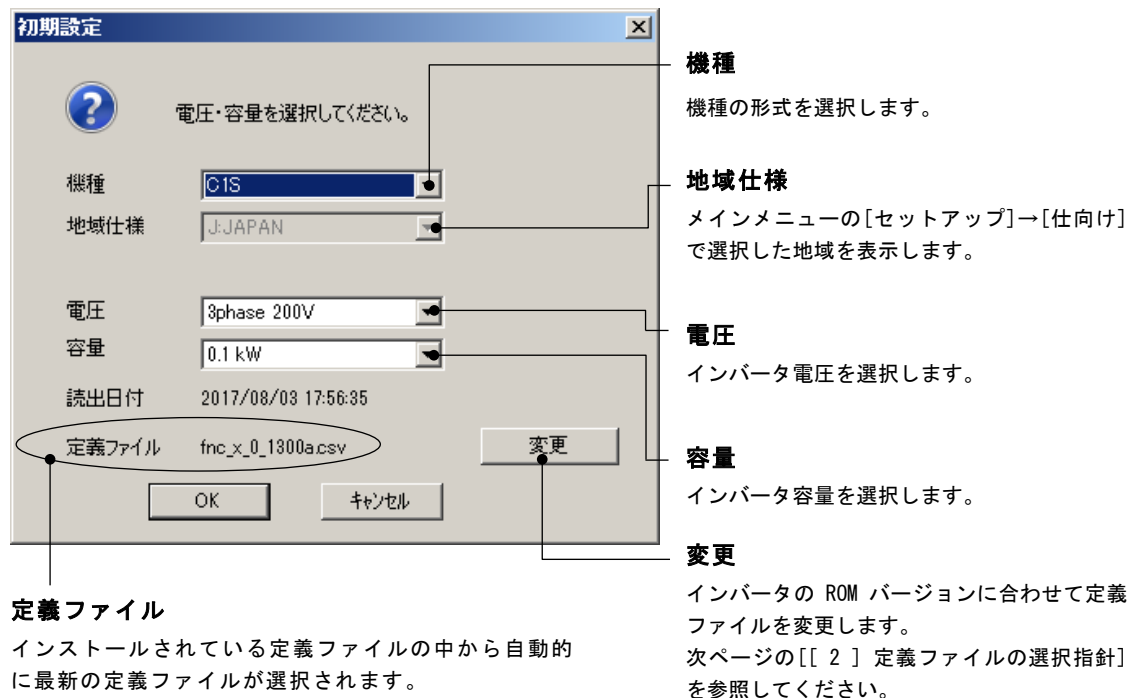 初期設定
電圧・容量を選択してください。
機種
C1S
地域仕様
J:JAPAN
電圧
3phase 200V
容量
0.1 kW
読出日付
2017/08/03 17:56:35
定義ファイル
fnc_x_0_1300a.csv
変更
OK
キャンセル
機種
機種の形式を選択します。
地域仕様
メインメニューの[セットアップ]→[仕向け]
で選択した地域を表示します。
電圧
インバータ電圧を選択します。
容量
インバータ容量を選択します。
変更
インバータの ROM バージョンに合わせて定義
ファイルを変更します。
次ページの[[ 2 ] 定義ファイルの選択指針]
を参照してください。
定義ファイル
インストールされている定義ファイルの中から自動的
に最新の定義ファイルが選択されます。